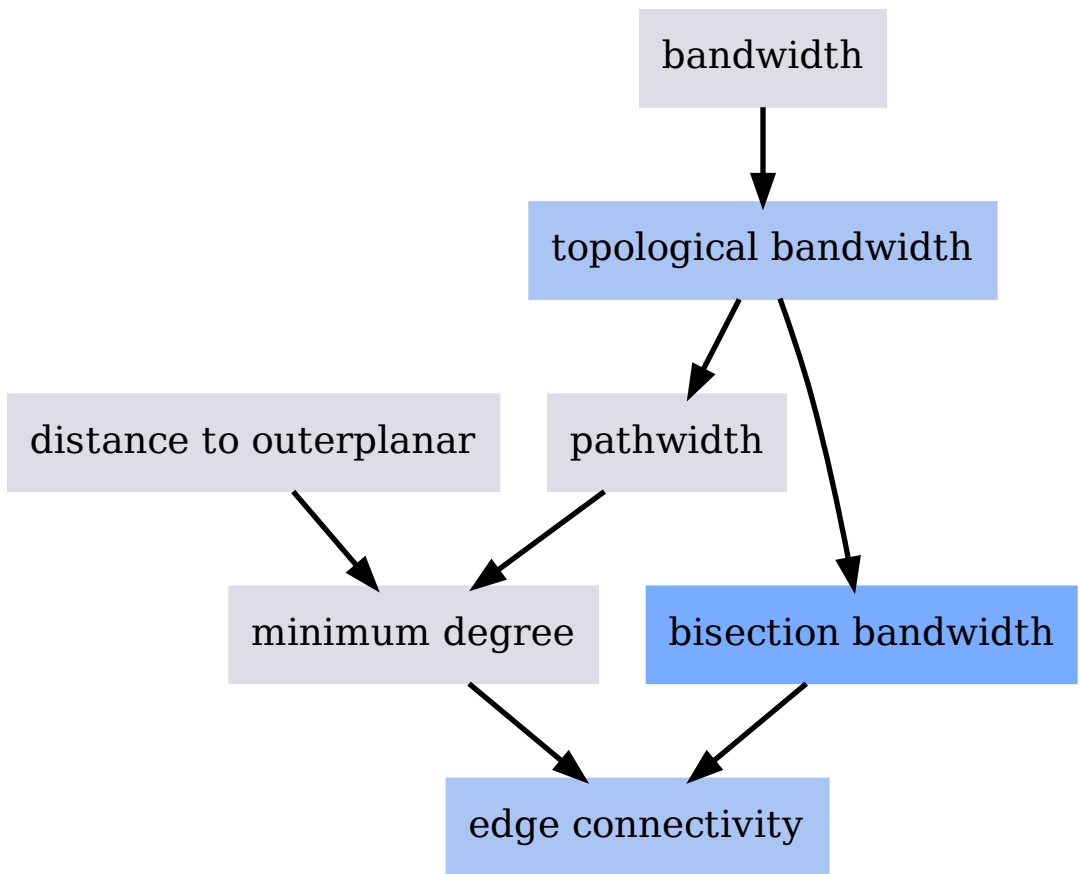 bandwidth
topological bandwidth
distance to outerplanar
pathwidth
minimum degree
bisection bandwidth
edge connectivity